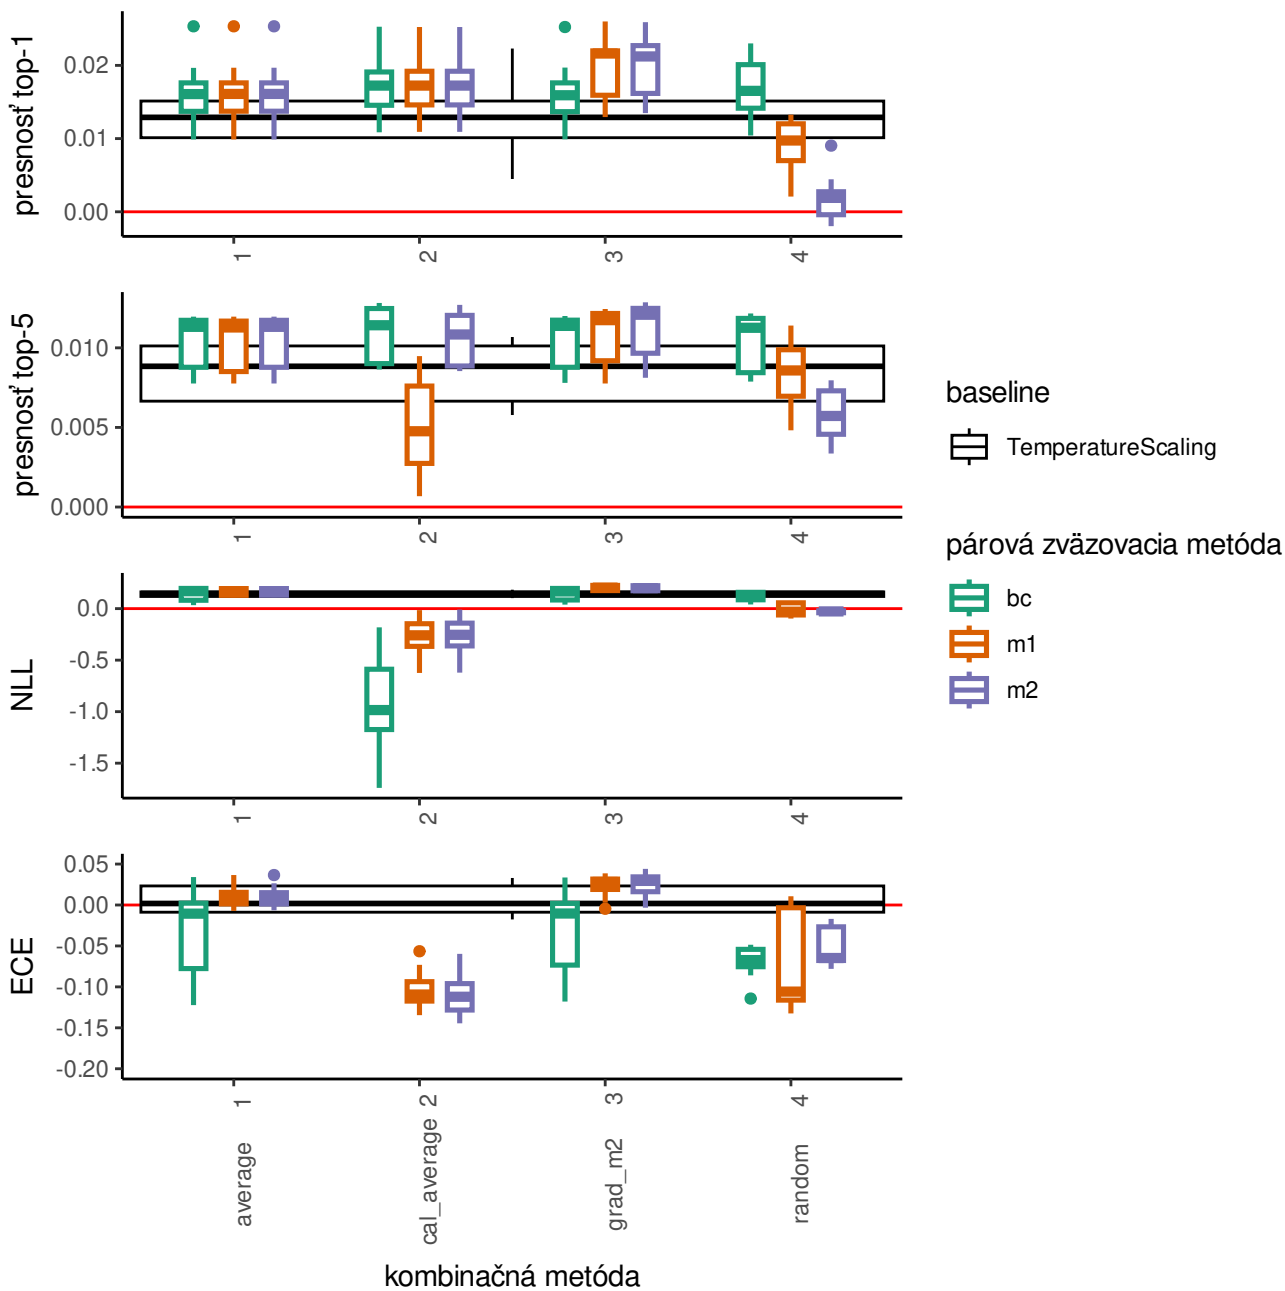 presnosť top-1
0.02
0.01
0.00
1
2
3
4
presnosť top-5
0.010
0.005
0.000
1
2
3
4
NLL
0.0
-0.5
-1.0
-1.5
1
2
3
4
ECE
0.05
0.00
-0.05
-0.10
-0.15
-0.20
average 1
cal_average 2
grad_m2 3
random 4
kombinačná metóda
baseline
TemperatureScaling
párová zväzovacia metóda
bc
m1
m2